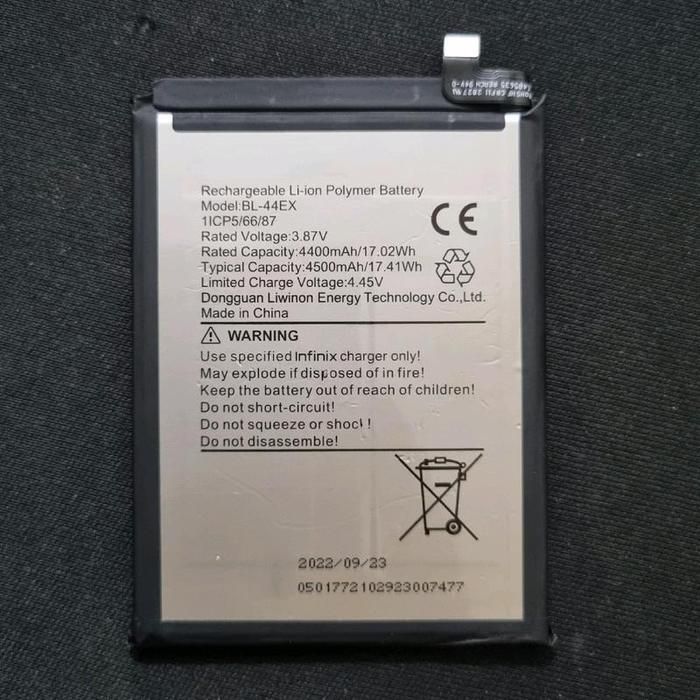 Rechargeable Li-ion Polymer Battery
Model:BL-44EX
1ICP5/66/87
Rated Voltage:3.87V
Rated Capacity:4400mAh/17.02Wh
Typical Capacity:4500mAh/17.41Wh
Limited Charge Voltage:4.45V
Dongguan Liwinon Energy Technology Co.,Ltd.
Made in China
CE
WARNING
Use specified Infinix charger only!
May explode if disposed of in fire!
Keep the battery out of reach of children!
Do not short-circuit!
Do not squeeze or shock!
Do not disassemble!
2022/09/23
0501772102923007477
REACH 94V-0